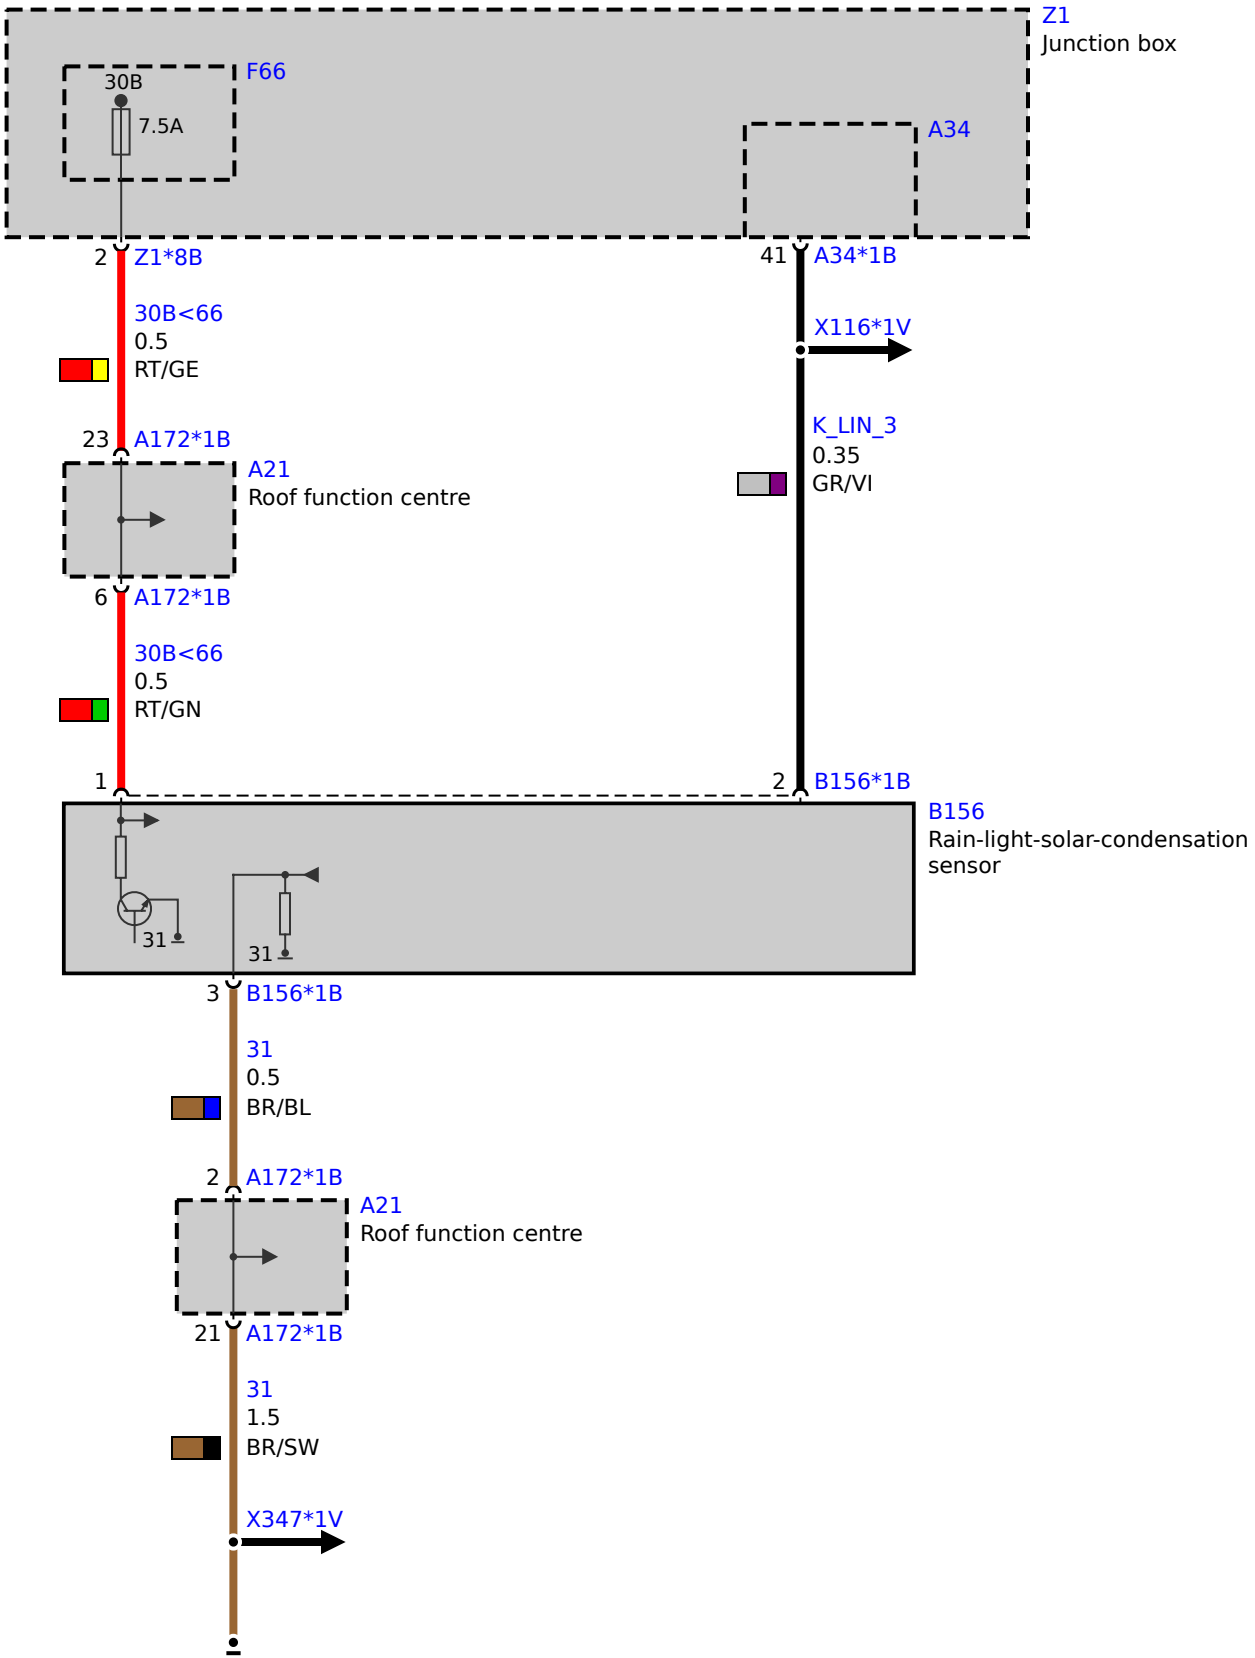 Z1
Junction box
F66
30B
7.5A
A34
2 Z1*8B
41 A34*1B
30B<66
0.5
RT/GE
X116*1V
K_LIN_3
0.35
GR/VI
23 A172*1B
A21
Roof function centre
6 A172*1B
30B<66
0.5
RT/GN
1
2 B156*1B
B156
Rain-light-solar-condensation
sensor
31
31
3 B156*1B
31
0.5
BR/BL
2 A172*1B
A21
Roof function centre
21 A172*1B
31
1.5
BR/SW
X347*1V